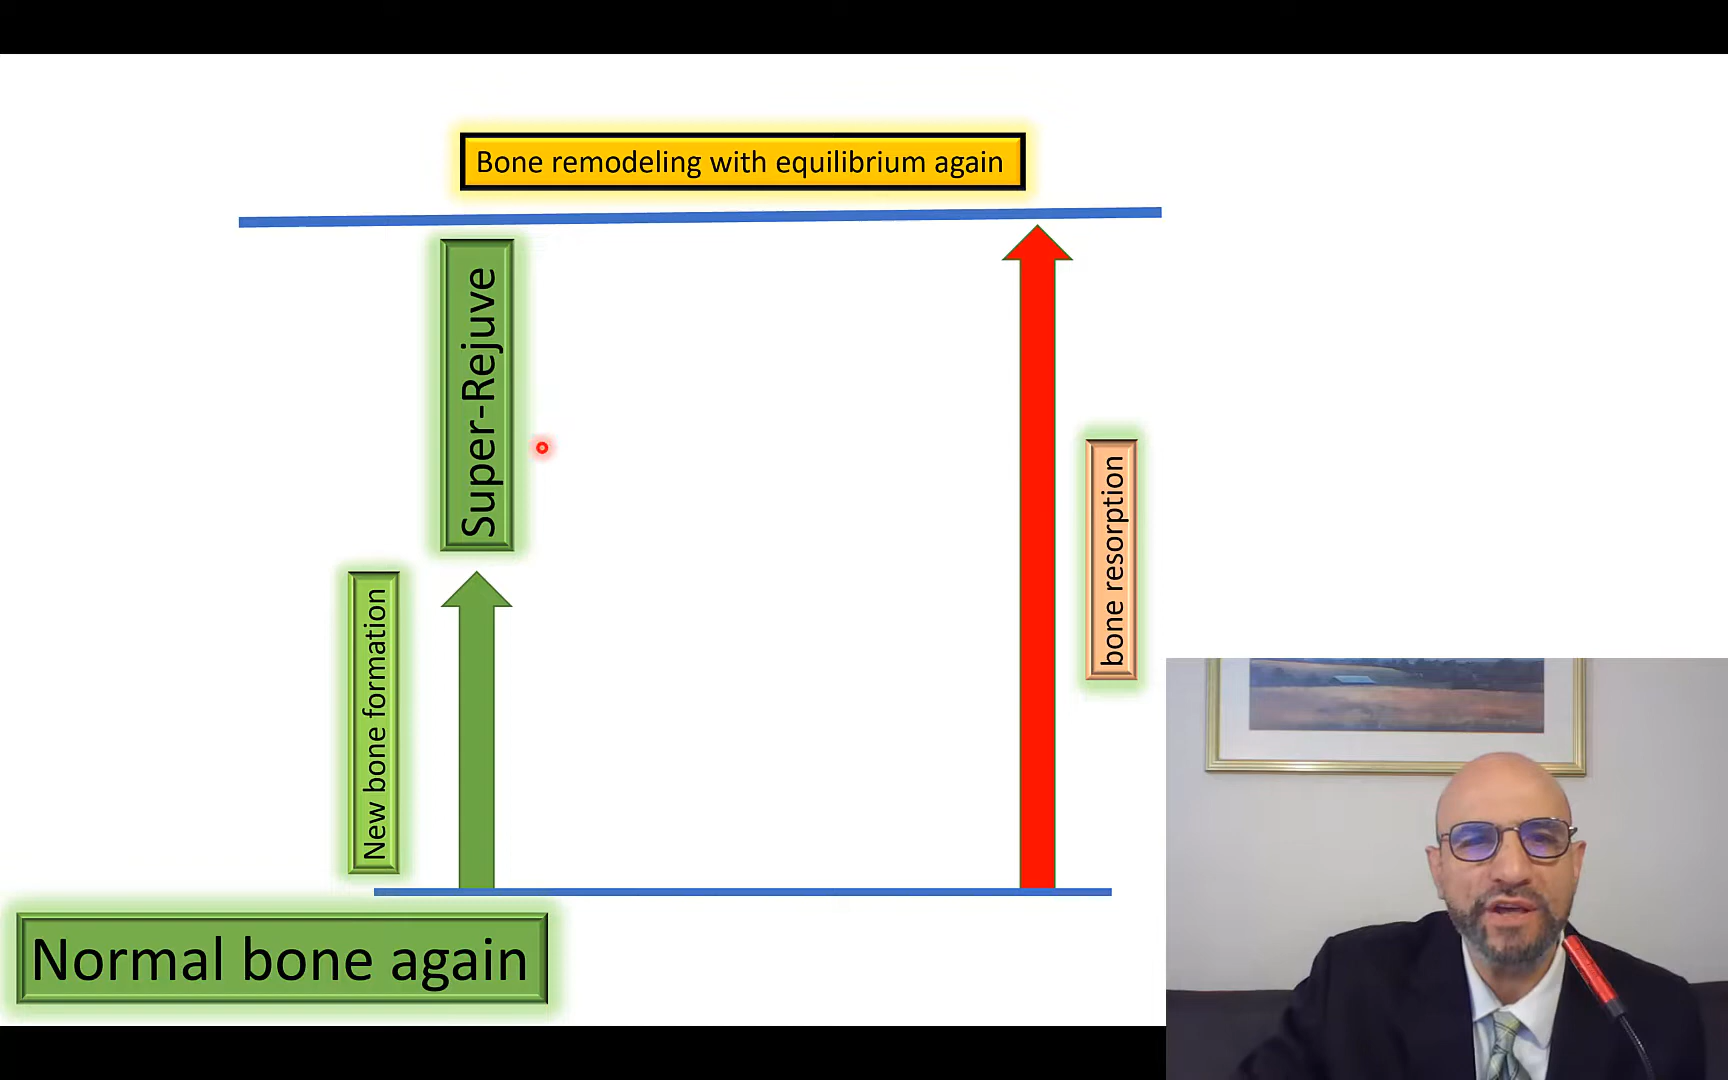 Bone remodeling with equilibrium again
Super-Rejuve
New bone formation
bone resorption
Normal bone again